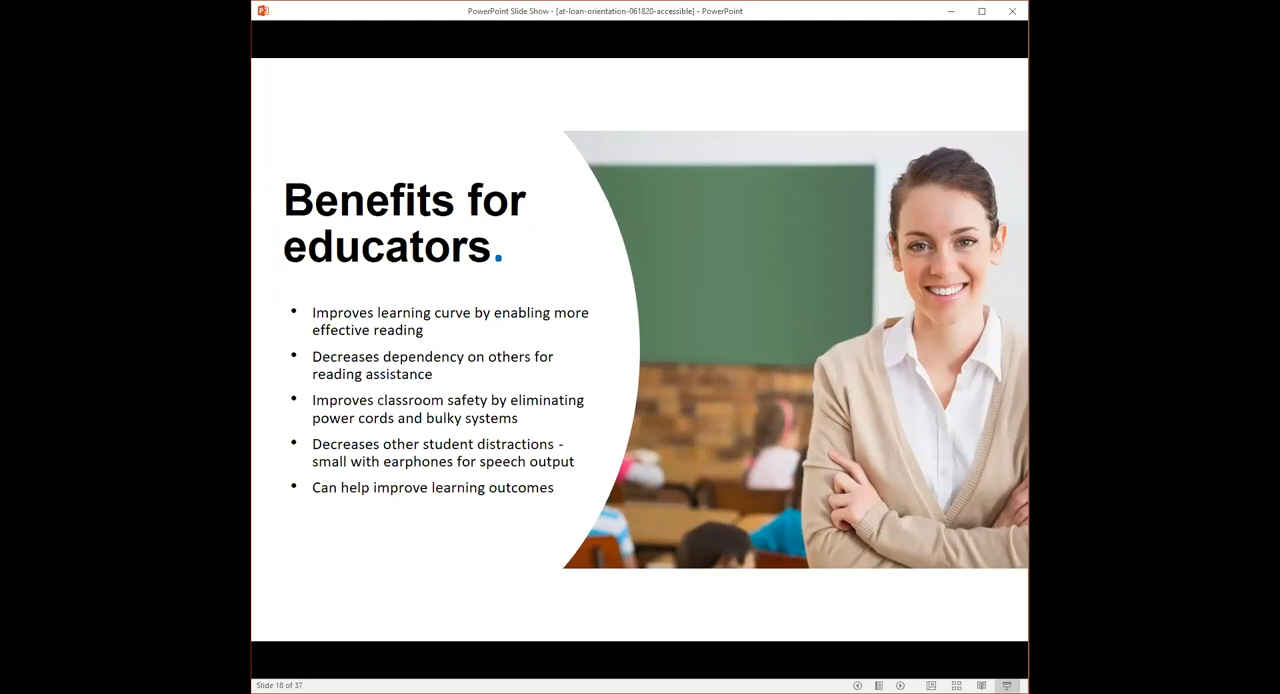 PowerPoint Slide Show - [at-loan-orientation-061820-accessible] - PowerPoint
Benefits for
educators.
• Improves learning curve by enabling more
effective reading
• Decreases dependency on others for
reading assistance
• Improves classroom safety by eliminating
power cords and bulky systems
• Decreases other student distractions -
small with earphones for speech output
• Can help improve learning outcomes
Slide 18 of 37